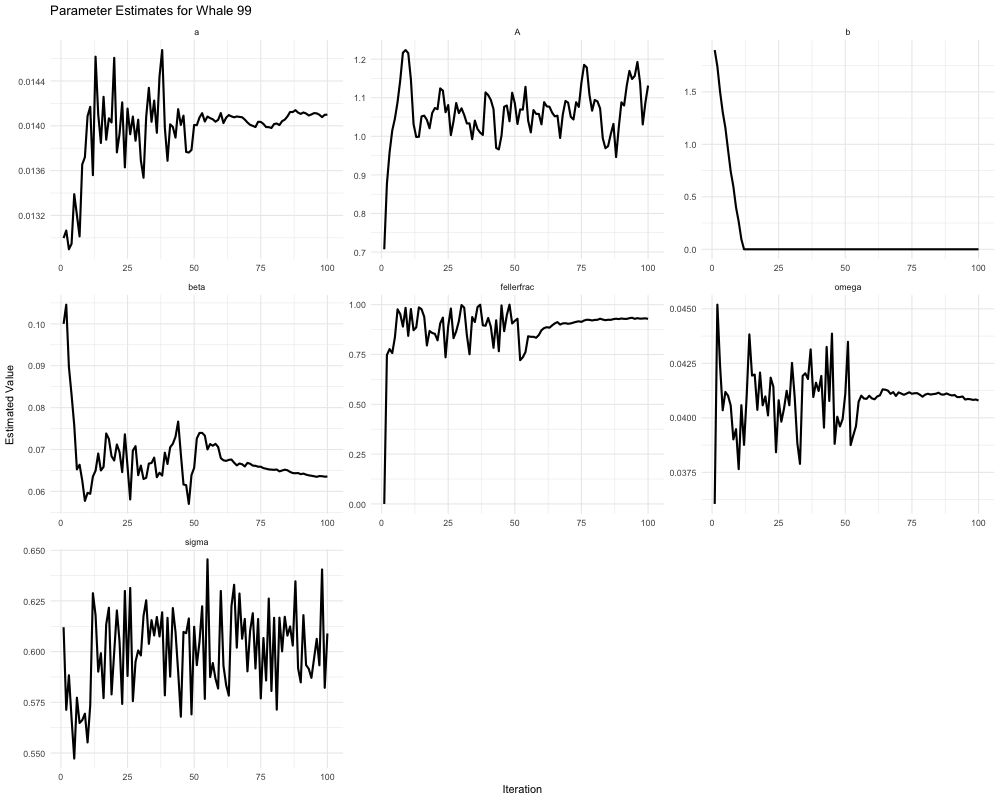 Parameter Estimates for Whale 99
a
A
b
0.0144
0.0140
0.0136
0.0132
1.2
1.1
1.0
0.9
0.8
0.7
1.5
1.0
0.5
0.0
0 25 50 75 100
0 25 50 75 100
0 25 50 75 100
beta
fellerfrac
omega
0.10
0.09
0.08
0.07
0.06
1.00
0.75
0.50
0.25
0.00
0.0450
0.0425
0.0400
0.0375
0 25 50 75 100
0 25 50 75 100
0 25 50 75 100
sigma
0.650
0.625
0.600
0.575
0.550
0 25 50 75 100
Estimated Value
Iteration